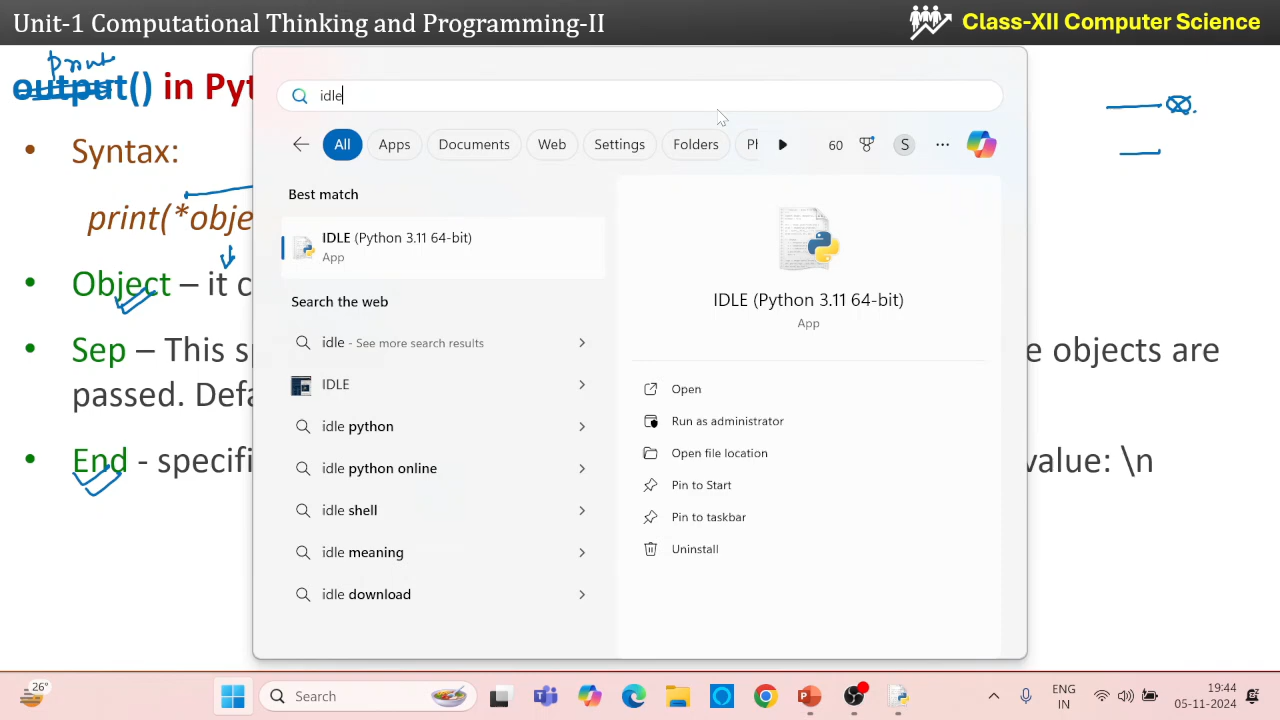 Unit-1 Computational Thinking and Programming-II
Class-XII Computer Science
print
output() in Pyt
• Syntax:
print(*obje
• Object – it c
• Sep – This sp
e objects are
passed. Defa
• End - specifi
value: \n
idle
All
Apps
Documents
Web
Settings
Folders
60
S
Best match
IDLE (Python 3.11 64-bit)
App
Search the web
idle - See more search results
IDLE
idle python
idle python online
idle shell
idle meaning
idle download
IDLE (Python 3.11 64-bit)
App
Open
Run as administrator
Open file location
Pin to Start
Pin to taskbar
Uninstall
26°
Search
ENG
IN
19:44
05-11-2024